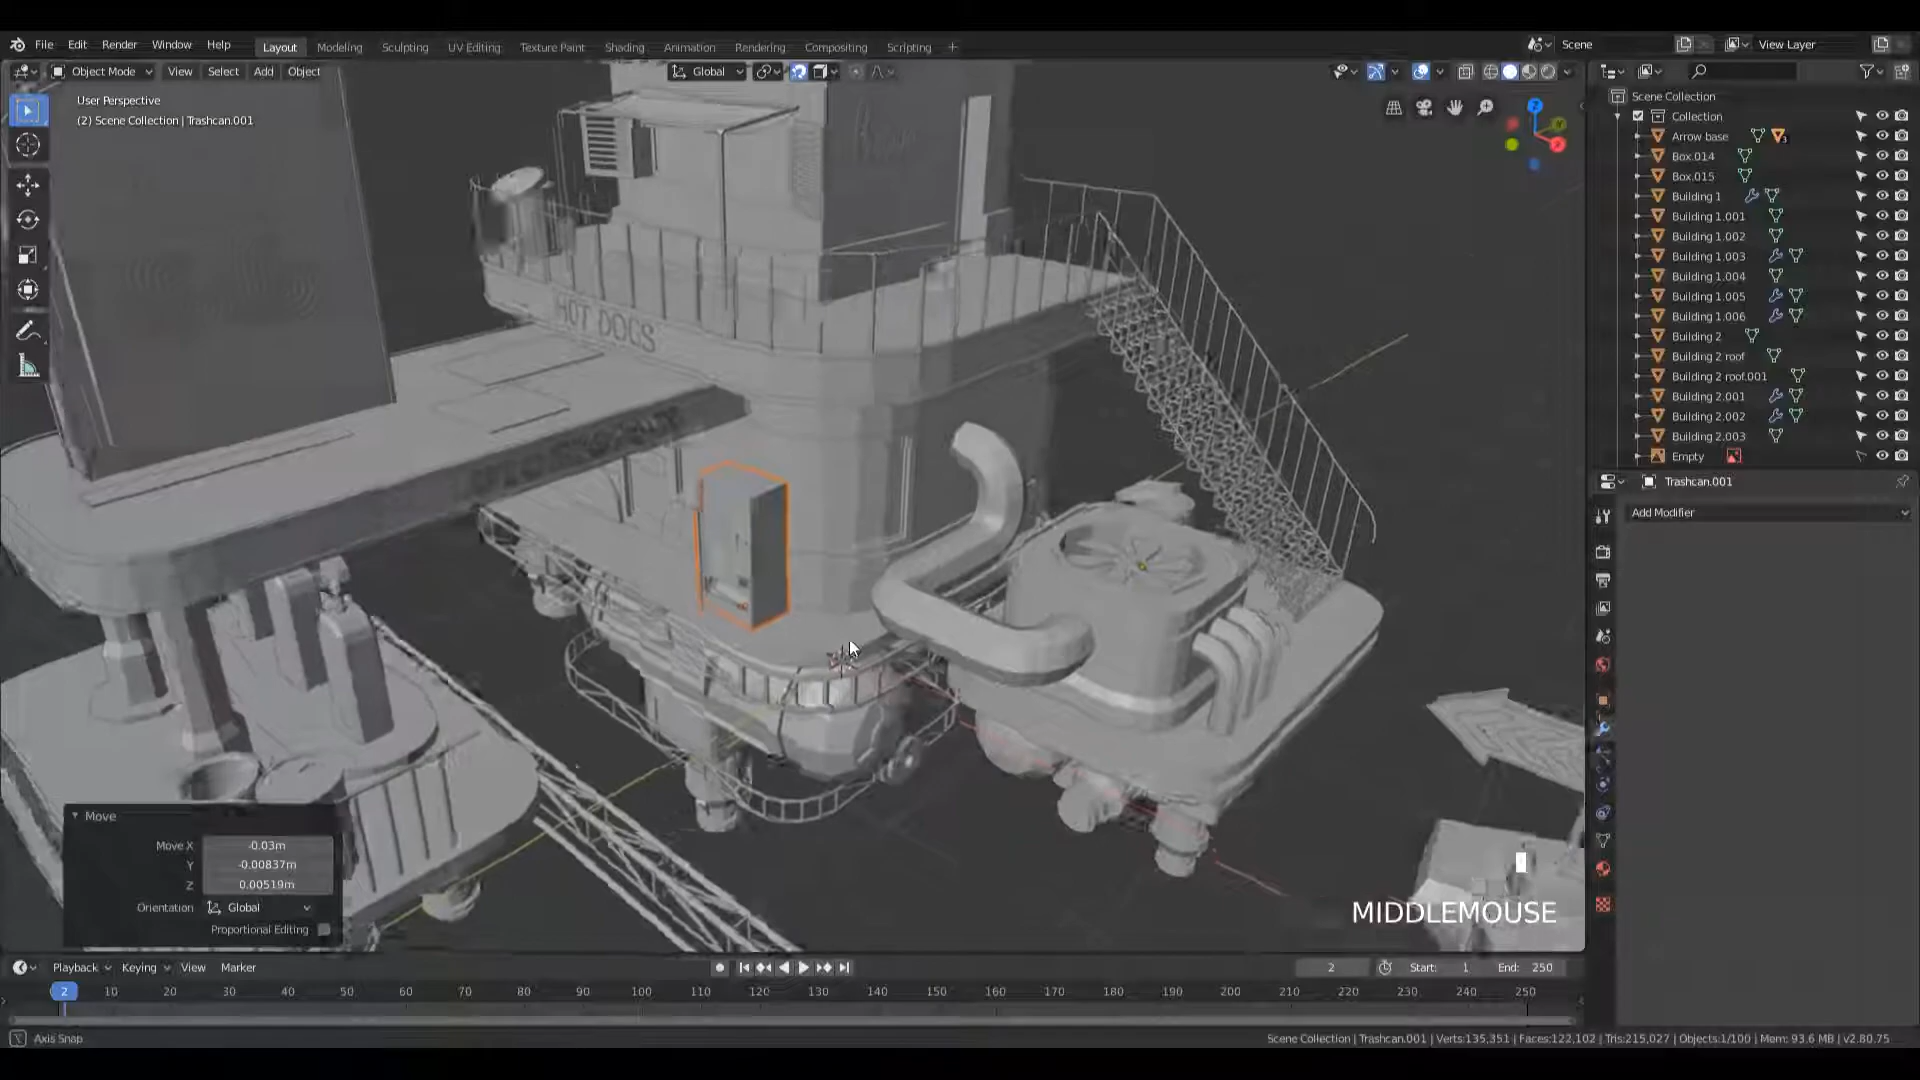 File Edit Render Window Help Layout Modeling Sculpting UV Editing Texture Paint Shading Animation Rendering Compositing Scripting + Scene View Layer
Object Mode View Select Add Object Global
User Perspective
(2) Scene Collection | Trashcan.001
Scene Collection
Collection
Arrow base 3
Box.014
Box.015
Building 1
Building 1.001
Building 1.002
Building 1.003
Building 1.004
Building 1.005
Building 1.006
Building 2
Building 2 roof
Building 2 roof.001
Building 2.001
Building 2.002
Building 2.003
Empty
Trashcan.001
Add Modifier
HOT DOGS
Move
Move X -0.03m
Y -0.00837m
Z 0.00519m
Orientation Global
Proportional Editing
MIDDLEMOUSE
Playback Keying View Marker 2 Start: 1 End: 250
2 10 20 30 40 50 60 70 80 90 100 110 120 130 140 150 160 170 180 190 200 210 220 230 240 250
Axis Snap
Scene Collection | Trashcan.001 | Verts:135,351 | Faces:122,102 | Tris:215,027 | Objects:1/100 | Mem: 93.6 MB | v2.80.75